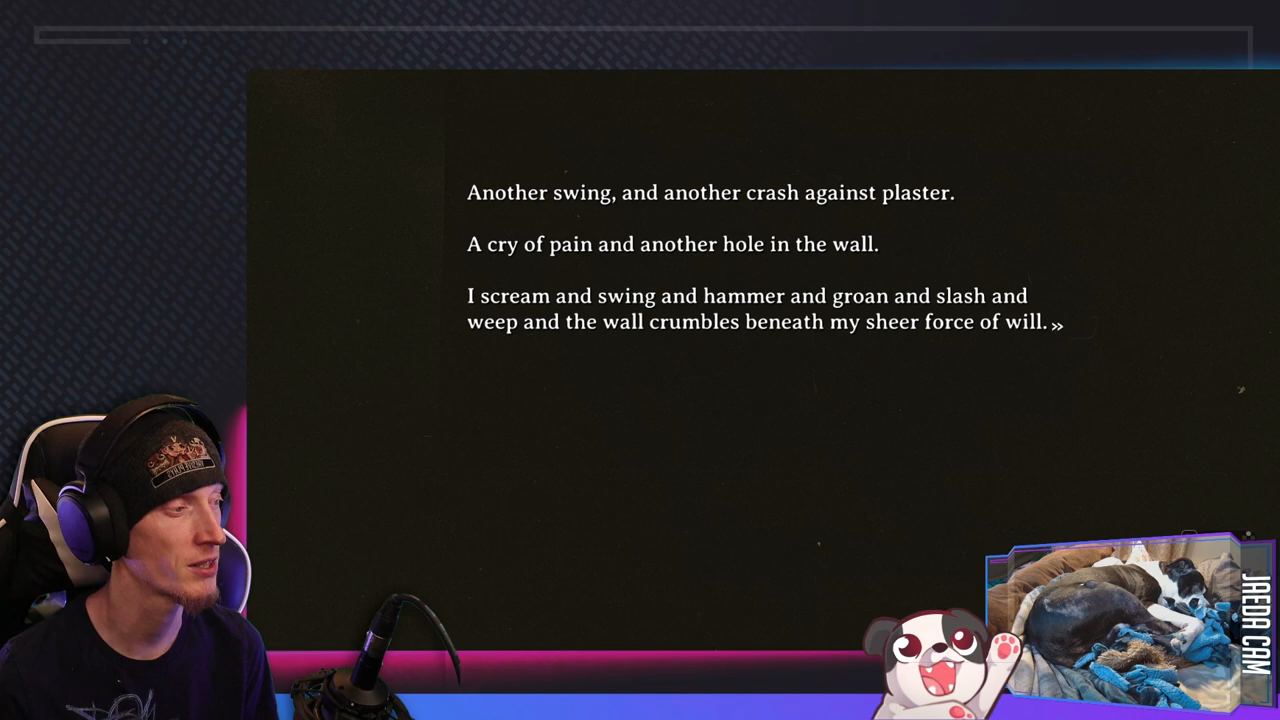 Another swing, and another crash against plaster.
A cry of pain and another hole in the wall.
I scream and swing and hammer and groan and slash and
weep and the wall crumbles beneath my sheer force of will. »
JAEDA CAM